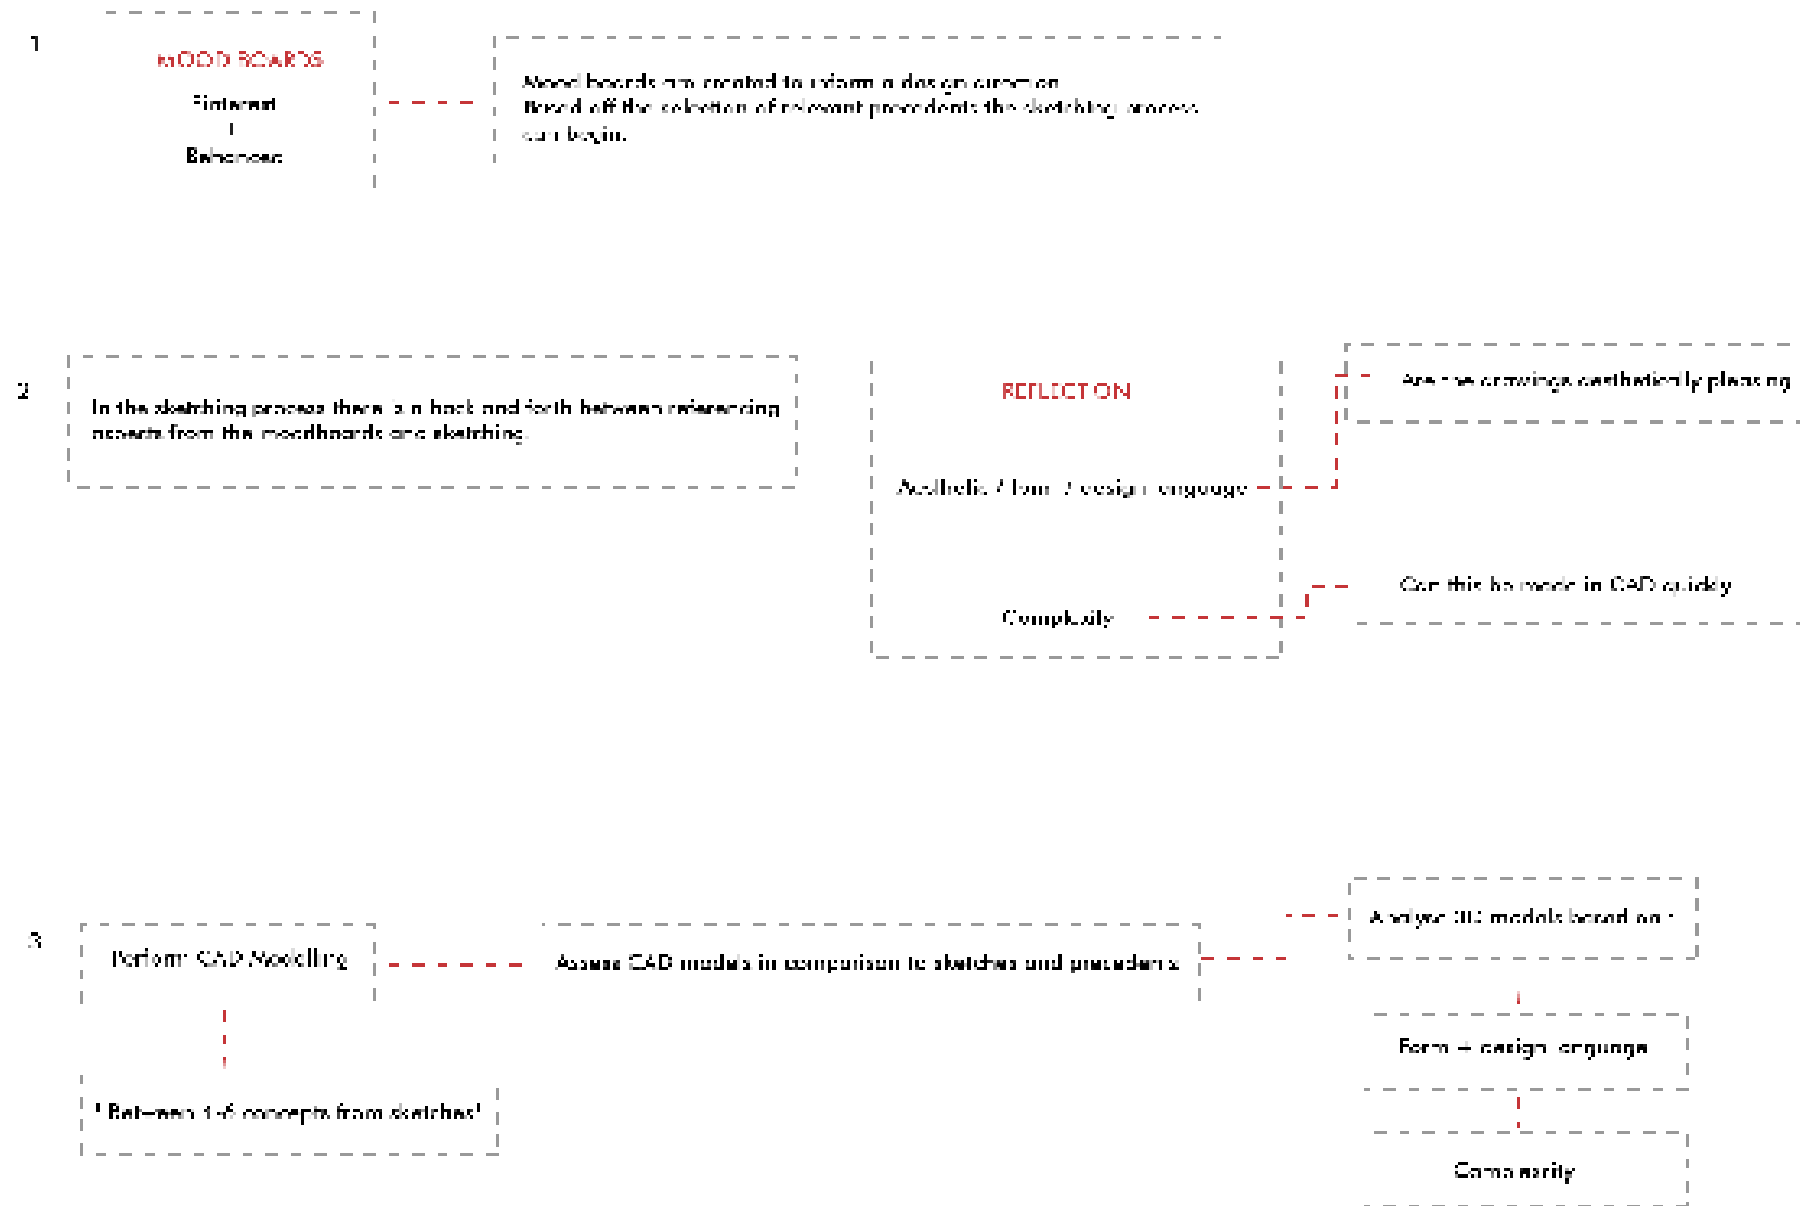 1
MOOD BOARDS
Pinterest
+
Behanced
Mood boards are created to inform a design direction
Based off the selection of relevant precedents the sketching process
can begin.
2
In the sketching process there is a back and forth between referencing
aspects from the moodboards and sketching.
REFLECTION
Aesthetic / form / design language
Complexity
Are the drawings aesthetically pleasing
Can this be made in CAD quickly
3
Perform CAD Modelling
Assess CAD models in comparison to sketches and precedents
Analyse 3D models based on :
Form + design language
Complexity
* Between 4-6 concepts from sketches*